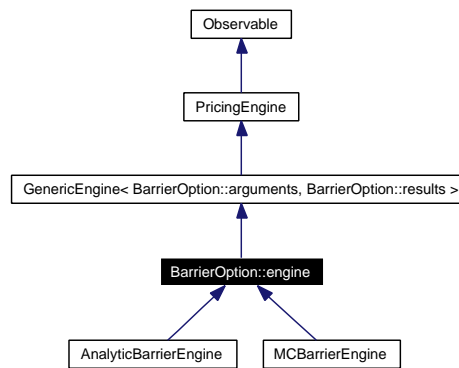 Observable
PricingEngine
GenericEngine< BarrierOption::arguments, BarrierOption::results >
BarrierOption::engine
AnalyticBarrierEngine
MCBarrierEngine